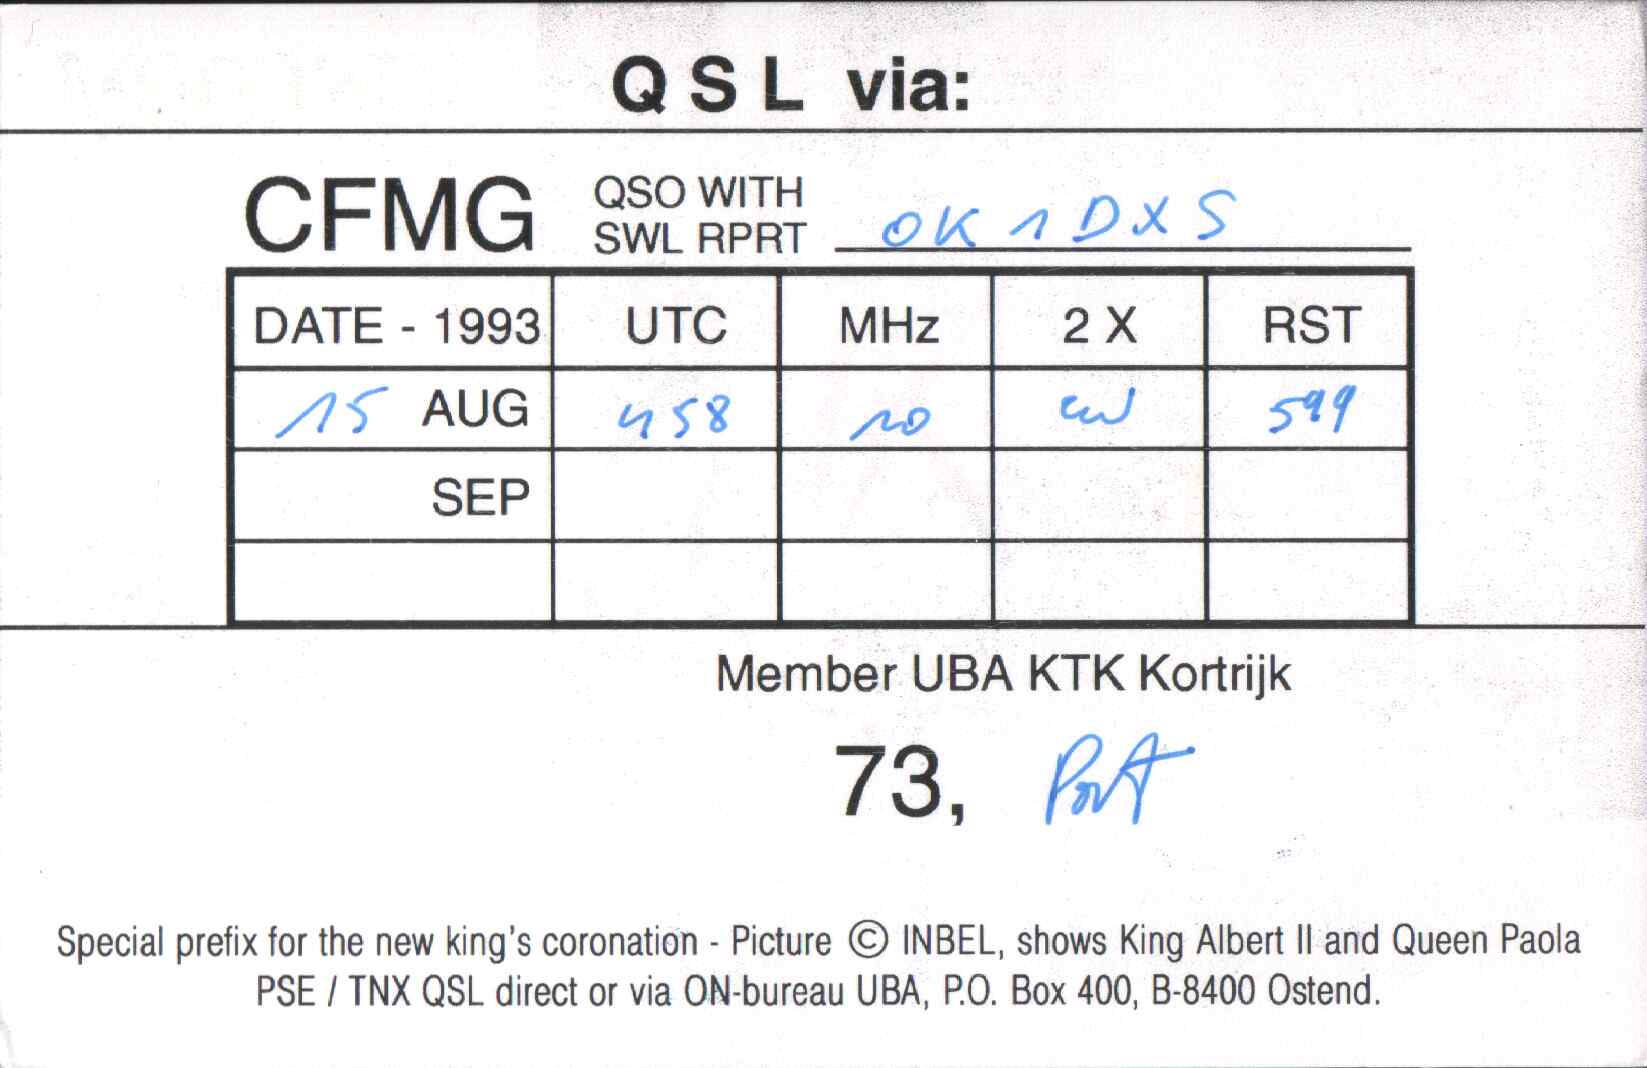 Q S L via:
CFMG QSO WITH
SWL RPRT OK1DXS
DATE - 1993 UTC MHz 2 X RST
15 AUG 458 10 CW 599
SEP
Member UBA KTK Kortrijk
73,
Special prefix for the new king's coronation - Picture © INBEL, shows King Albert II and Queen Paola
PSE / TNX QSL direct or via ON-bureau UBA, P.O. Box 400, B-8400 Ostend.